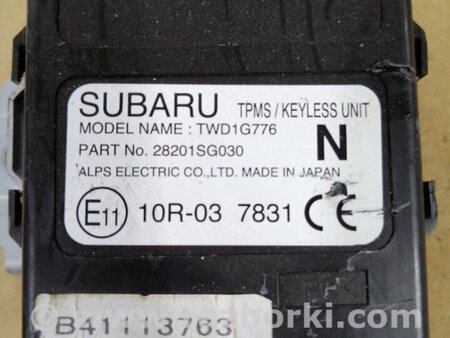 SUBARU TPMS / KEYLESS UNIT
MODEL NAME : TWD1G776
PART No. 28201SG030 N
ALPS ELECTRIC CO.,LTD. MADE IN JAPAN
E11 10R-03 7831 CE
B41113763